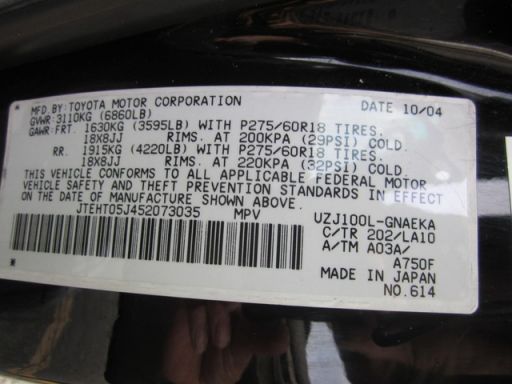 MFD.BY:TOYOTA MOTOR CORPORATION DATE 10/04
GVWR:3110KG (6860LB)
GAWR:FRT. 1630KG (3595LB) WITH P275/60R18 TIRES.
18X8JJ RIMS. AT 200KPA (29PSI) COLD.
RR. 1915KG (4220LB) WITH P275/60R18 TIRES.
18X8JJ RIMS. AT 220KPA (32PSI) COLD.
THIS VEHICLE CONFORMS TO ALL APPLICABLE FEDERAL MOTOR
VEHICLE SAFETY AND THEFT PREVENTION STANDARDS IN EFFECT
ON THE DATE OF MANUFACTURE SHOWN ABOVE.
JTEHT05J452073035 MPV UZJ100L-GNAEKA
C/TR 202/LA10
A/TM A03A/
A750F
MADE IN JAPAN
NO.614